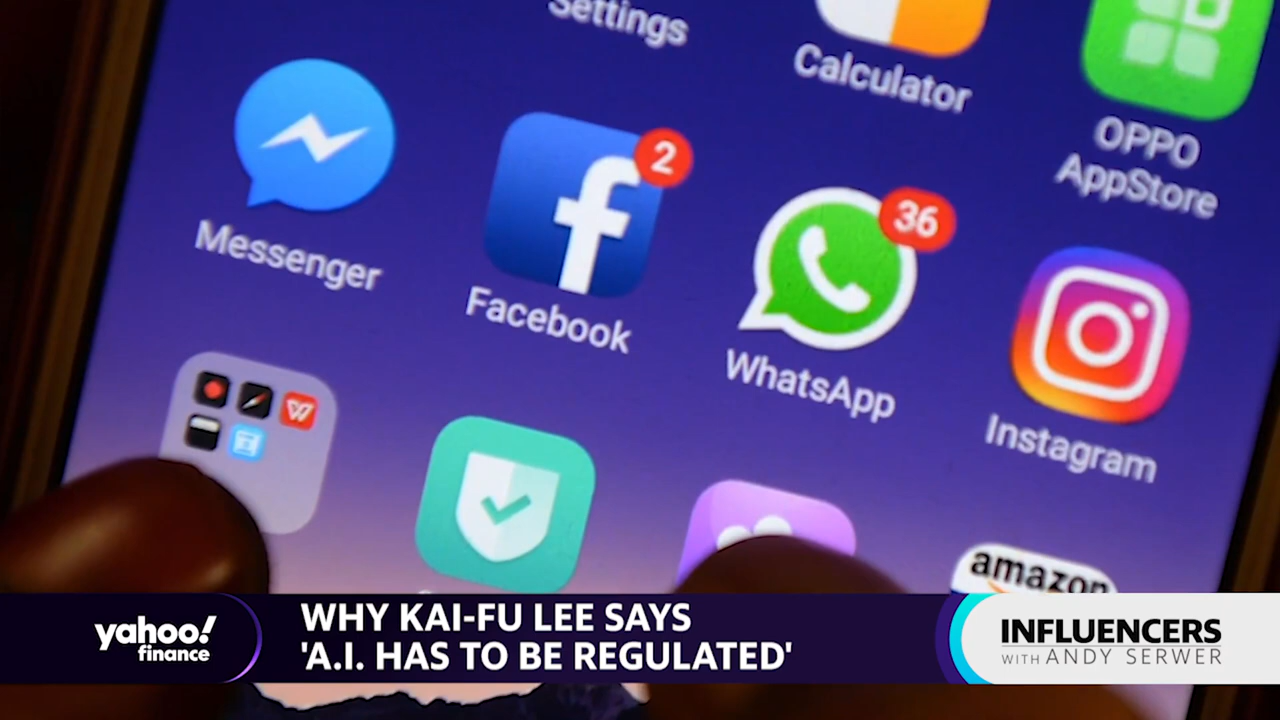 Settings
Calculator
OPPO
AppStore
Messenger
Facebook
2
WhatsApp
36
Instagram
amazon
yahoo!
finance
WHY KAI-FU LEE SAYS
'A.I. HAS TO BE REGULATED'
INFLUENCERS
WITH ANDY SERWER